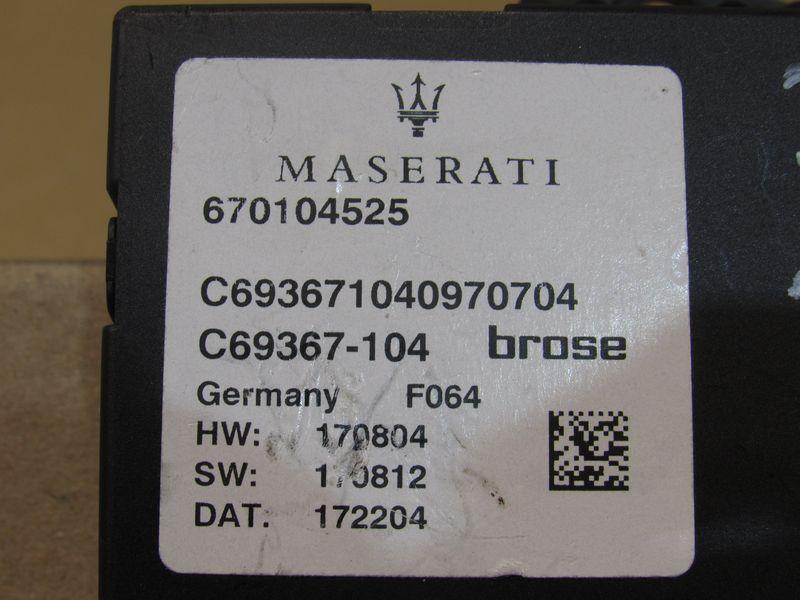 MASERATI
670104525
C693671040970704
C69367-104 brose
Germany F064
HW: 170804
SW: 170812
DAT. 172204